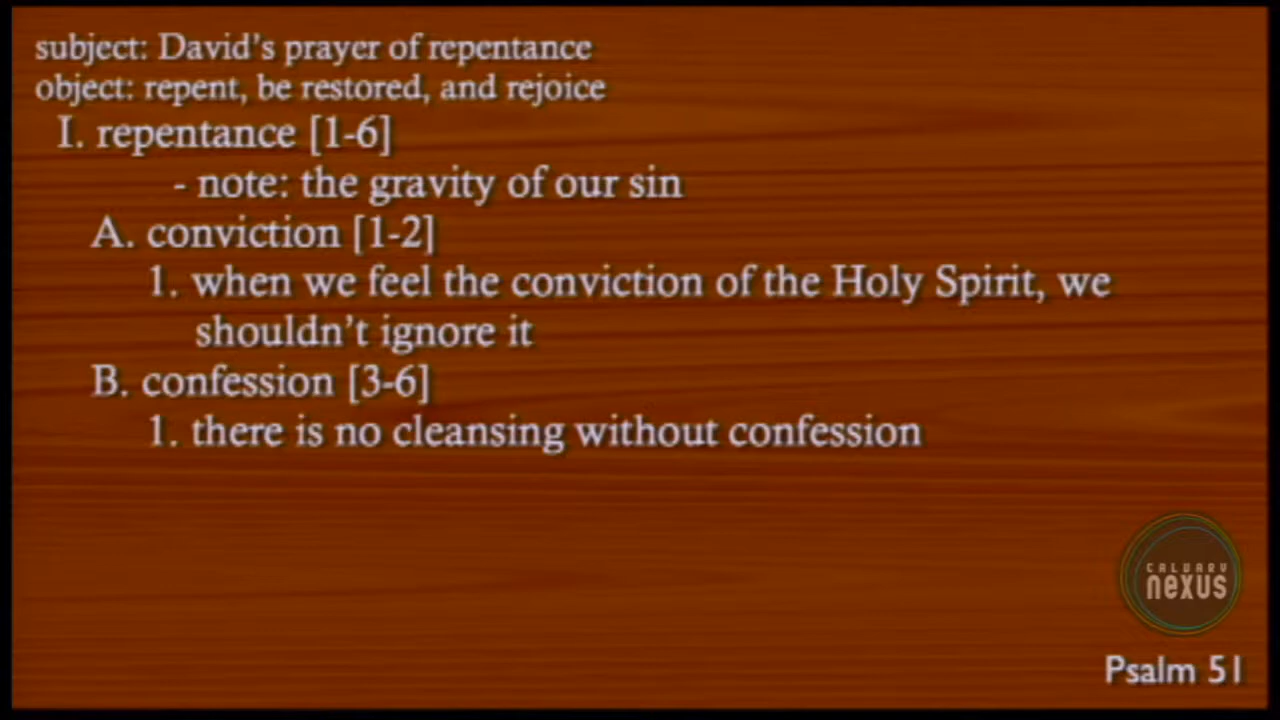 subject: David's prayer of repentance
object: repent, be restored, and rejoice
I. repentance [1-6]
- note: the gravity of our sin
A. conviction [1-2]
1. when we feel the conviction of the Holy Spirit, we
shouldn't ignore it
B. confession [3-6]
1. there is no cleansing without confession
CALVARY
nexus
Psalm 51